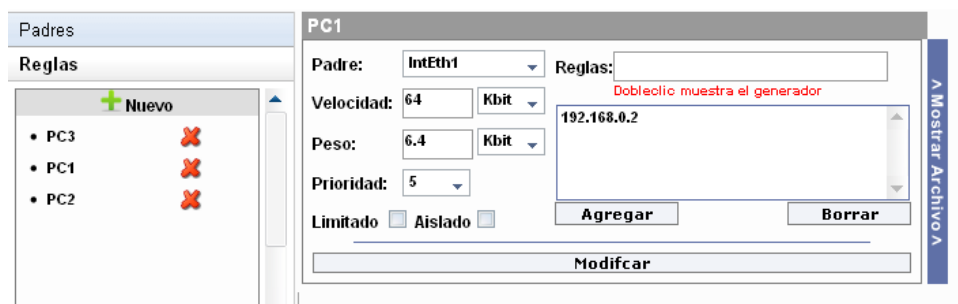 Padres
Reglas
Nuevo
• PC3
• PC1
• PC2
PC1
Padre: IntEth1
Velocidad: 64 Kbit
Peso: 6.4 Kbit
Prioridad: 5
Limitado Aislado
Reglas:
Dobleclic muestra el generador
192.168.0.2
Agregar Borrar
Modifcar
^ Mostrar Archivo ^